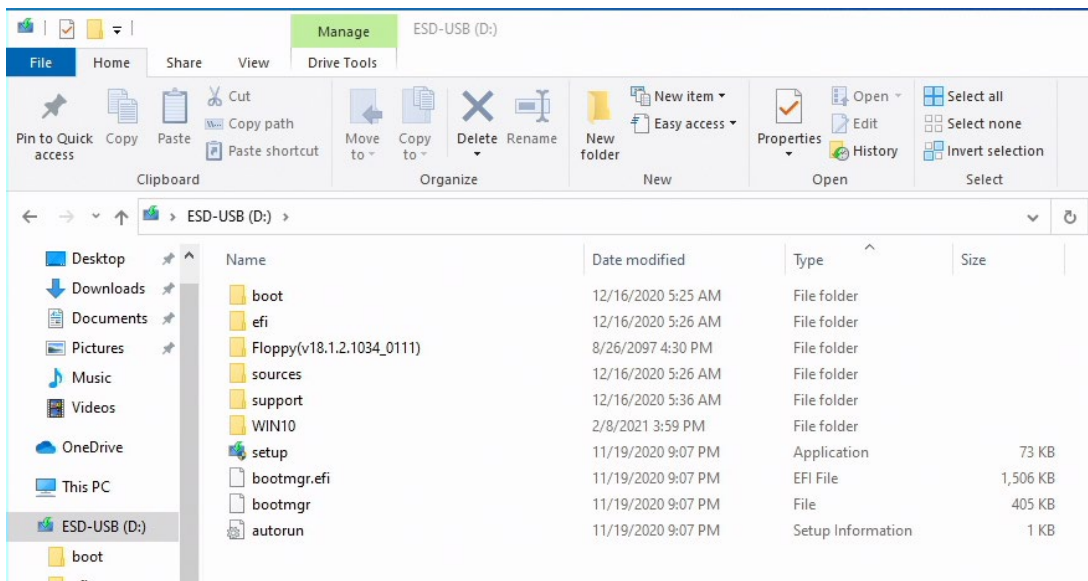 Manage ESD-USB (D:)
File Home Share View Drive Tools
Pin to Quick access
Copy
Paste
Cut
Copy path
Paste shortcut
Clipboard
Move to
Copy to
Delete
Rename
Organize
New folder
New item
Easy access
New
Properties
Open
Edit
History
Open
Select all
Select none
Invert selection
Select
ESD-USB (D:)
Desktop
Downloads
Documents
Pictures
Music
Videos
OneDrive
This PC
ESD-USB (D:)
boot
Name Date modified Type Size
boot 12/16/2020 5:25 AM File folder
efi 12/16/2020 5:26 AM File folder
Floppy(v18.1.2.1034_0111) 8/26/2097 4:30 PM File folder
sources 12/16/2020 5:26 AM File folder
support 12/16/2020 5:36 AM File folder
WIN10 2/8/2021 3:59 PM File folder
setup 11/19/2020 9:07 PM Application 73 KB
bootmgr.efi 11/19/2020 9:07 PM EFI File 1,506 KB
bootmgr 11/19/2020 9:07 PM File 405 KB
autorun 11/19/2020 9:07 PM Setup Information 1 KB